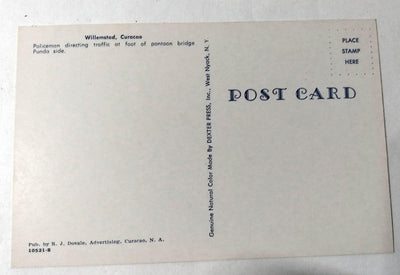 Willemstad, Curacao
Policeman directing traffic at foot of pontoon bridge
Punda side.
PLACE
STAMP
HERE
POST CARD
Genuine Natural Color Made By DEXTER PRESS, Inc., West Nyack, N. Y.
Pub. by R. J. Dovale, Advertising, Curacao, N. A.
10521-B